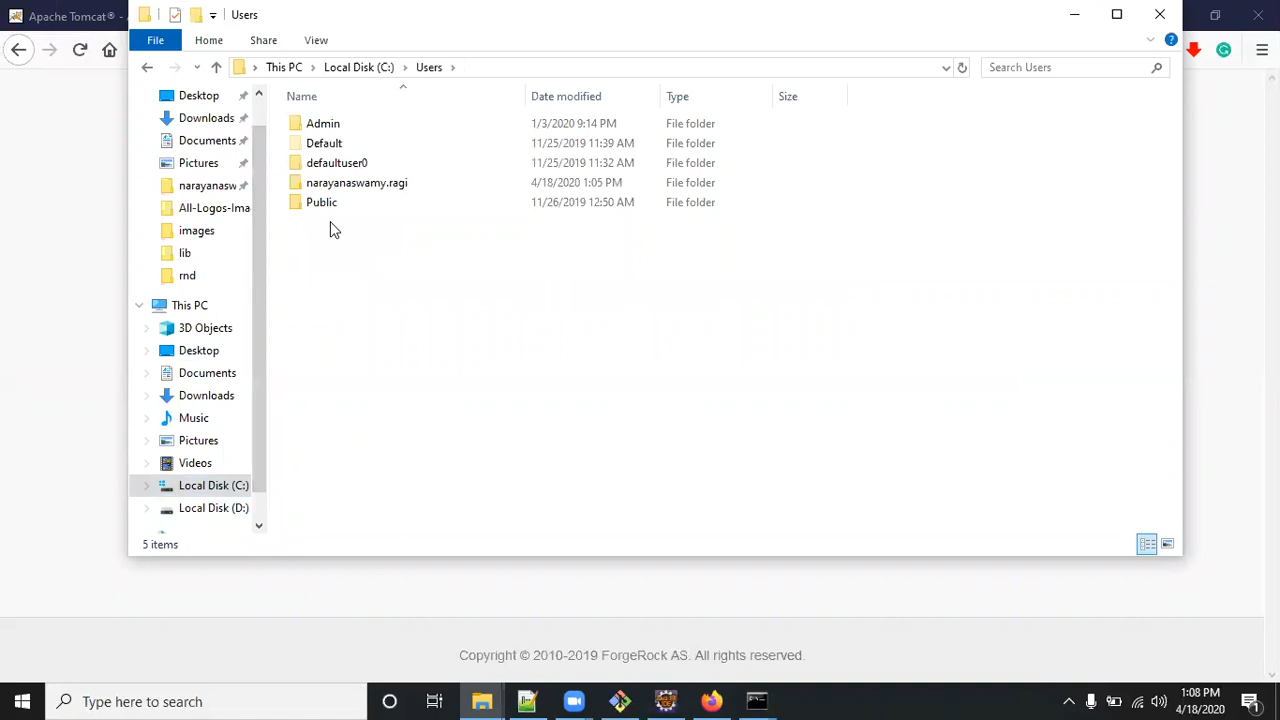 Apache Tomcat® -
Users
File
Home
Share
View
This PC
Local Disk (C:)
Users
Search Users
Name
Date modified
Type
Size
Desktop
Downloads
Documents
Pictures
narayanasw
All-Logos-Ima
images
lib
rnd
This PC
3D Objects
Desktop
Documents
Downloads
Music
Pictures
Videos
Local Disk (C:)
Local Disk (D:)
Admin 1/3/2020 9:14 PM File folder
Default 11/25/2019 11:39 AM File folder
defaultuser0 11/25/2019 11:32 AM File folder
narayanaswamy.ragi 4/18/2020 1:05 PM File folder
Public 11/26/2019 12:50 AM File folder
5 items
Copyright © 2010-2019 ForgeRock AS. All rights reserved.
Type here to search
1:08 PM
4/18/2020
1